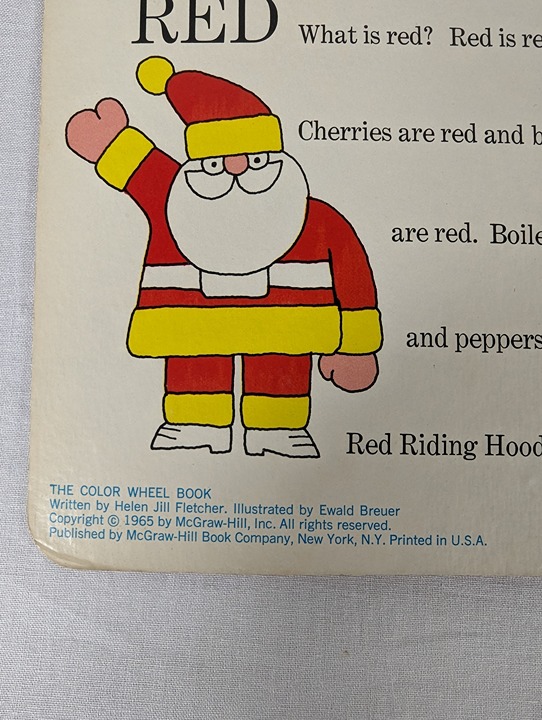 RED What is red? Red is re
Cherries are red and b
are red. Boile
and peppers
Red Riding Hood
THE COLOR WHEEL BOOK
Written by Helen Jill Fletcher. Illustrated by Ewald Breuer
Copyright © 1965 by McGraw-Hill, Inc. All rights reserved.
Published by McGraw-Hill Book Company, New York, N.Y. Printed in U.S.A.